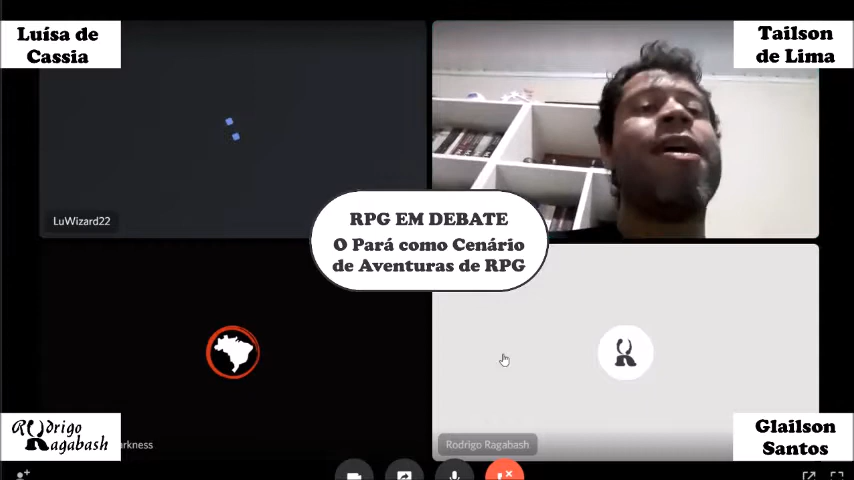 Luísa de
Cassia
Tailson
de Lima
LuWizard22
RPG EM DEBATE
O Pará como Cenário
de Aventuras de RPG
Rodrigo
Ragabash
arkness
Rodrigo Ragabash
Glailson
Santos